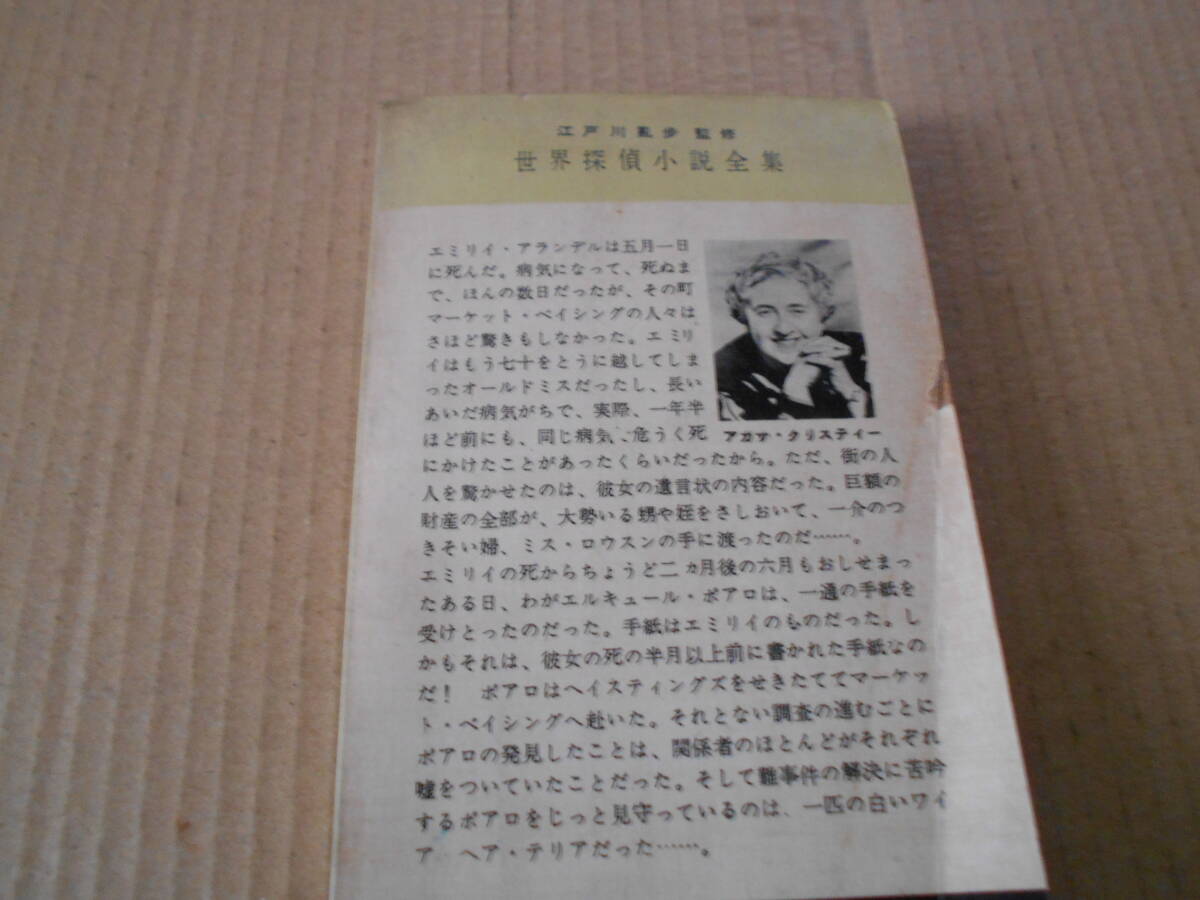 江戸川乱歩 監修
世界探偵小説全集
エミリイ・アランデルは五月一日
に死んだ。病気になって、死ぬま
で、ほんの数日だったが、その町
マーケット・ベイシングの人々は
さほど驚きもしなかった。エミリ
イはもう七十をとうに越してしま
ったオールドミスだったし、長い
あいだ病気がちで、実際、一年半
ほど前にも、同じ病気、危うく死
アガサ・クリスティー
にかけたことがあったくらいだったから。ただ、街の人
人を驚かせたのは、彼女の遺言状の内容だった。巨額の
財産の全部が、大勢いる甥や姪をさしおいて、一介のつ
きそい婦、ミス・ロウスンの手に渡ったのだ……。
エミリイの死からちょうど二ヵ月後の六月もおしせまっ
たある日、わがエルキュール・ポアロは、一通の手紙を
受けとったのだった。手紙はエミリイのものだった。し
かもそれは、彼女の死の半月以上前に書かれた手紙なの
だ！　ポアロはヘイスティングズをせきたててマーケッ
ト・ベイシングへ赴いた。それとない調査の進むごとに
ポアロの発見したことは、関係者のほとんどがそれぞれ
嘘をついていたことだった。そして難事件の解決に苦吟
するポアロをじっと見守っているのは、一匹の白いワイ
ア　ヘア・テリアだった……。